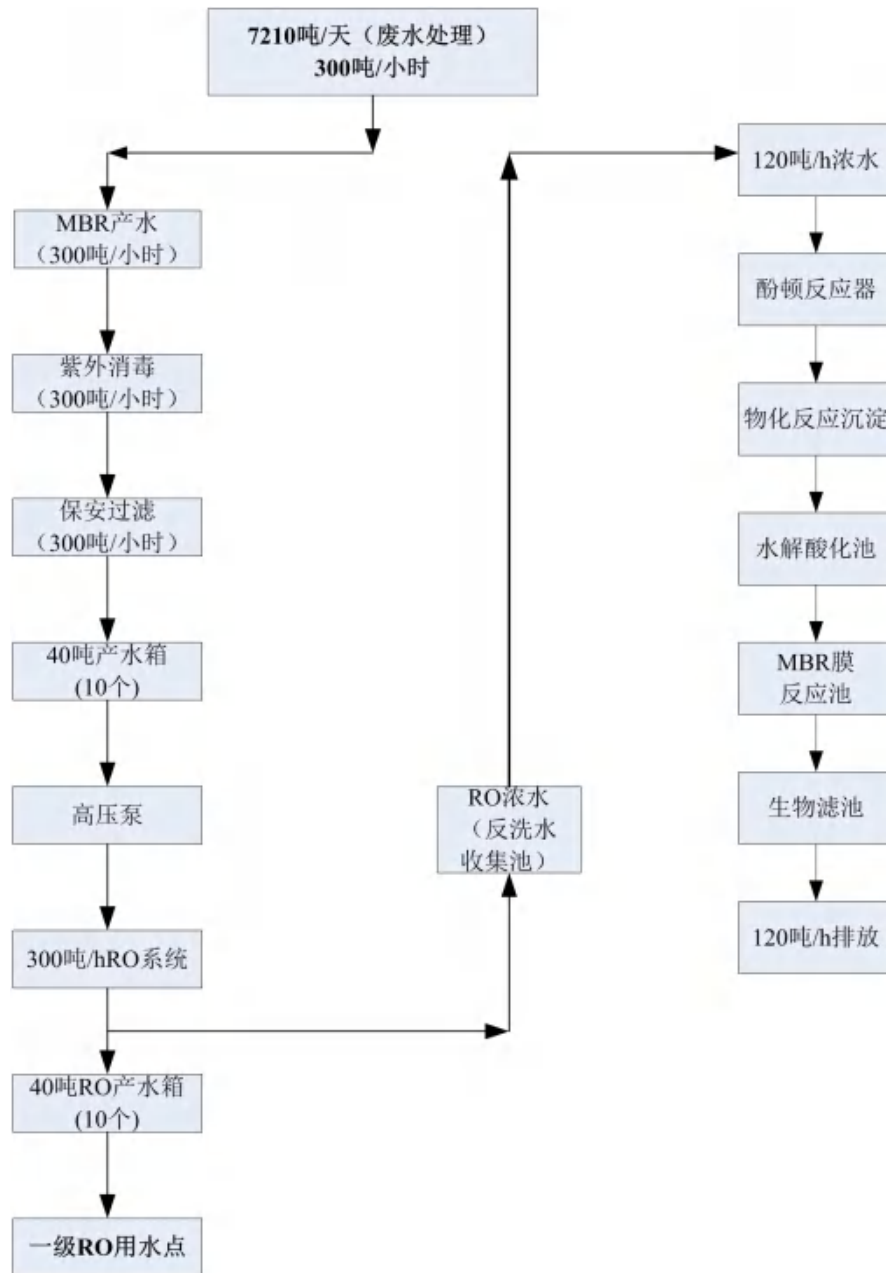 7210吨/天（废水处理）
300吨/小时
MBR产水
（300吨/小时）
紫外消毒
（300吨/小时）
保安过滤
（300吨/小时）
40吨产水箱
(10个)
高压泵
300吨/hRO系统
40吨RO产水箱
(10个)
一级RO用水点
RO浓水
（反洗水
收集池）
120吨/h浓水
酚顿反应器
物化反应沉淀
水解酸化池
MBR膜
反应池
生物滤池
120吨/h排放